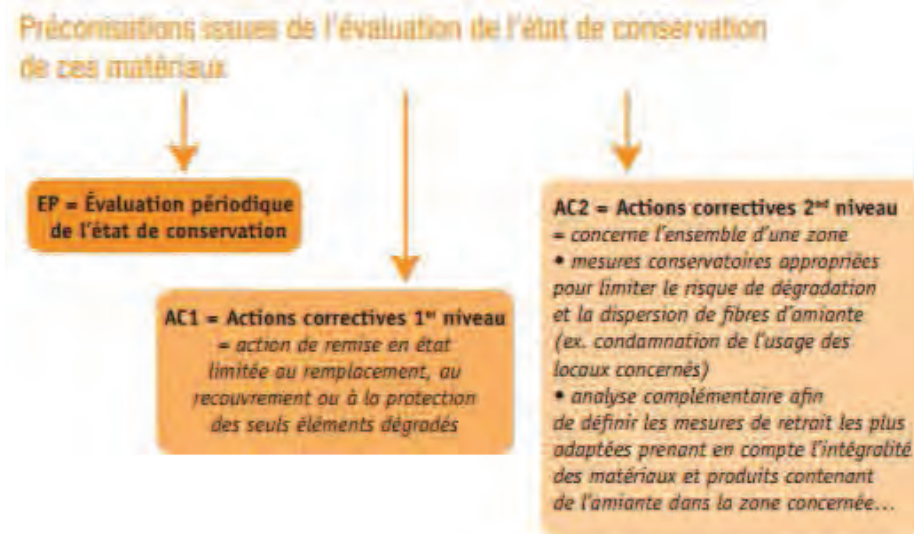 Préconisations issues de l'évaluation de l'état de conservation
de ces matériaux
EP = Évaluation périodique
de l'état de conservation
AC1 = Actions correctives 1er niveau
= action de remise en état
limitée au remplacement, au
recouvrement ou à la protection
des seuls éléments dégradés
AC2 = Actions correctives 2nd niveau
= concerne l'ensemble d'une zone
• mesures conservatoires appropriées
pour limiter le risque de dégradation
et la dispersion de fibres d'amiante
(ex. condamnation de l'usage des
locaux concernés)
• analyse complémentaire afin
de définir les mesures de retrait les plus
adaptées prenant en compte l'intégralité
des matériaux et produits contenant
de l'amiante dans la zone concernée...